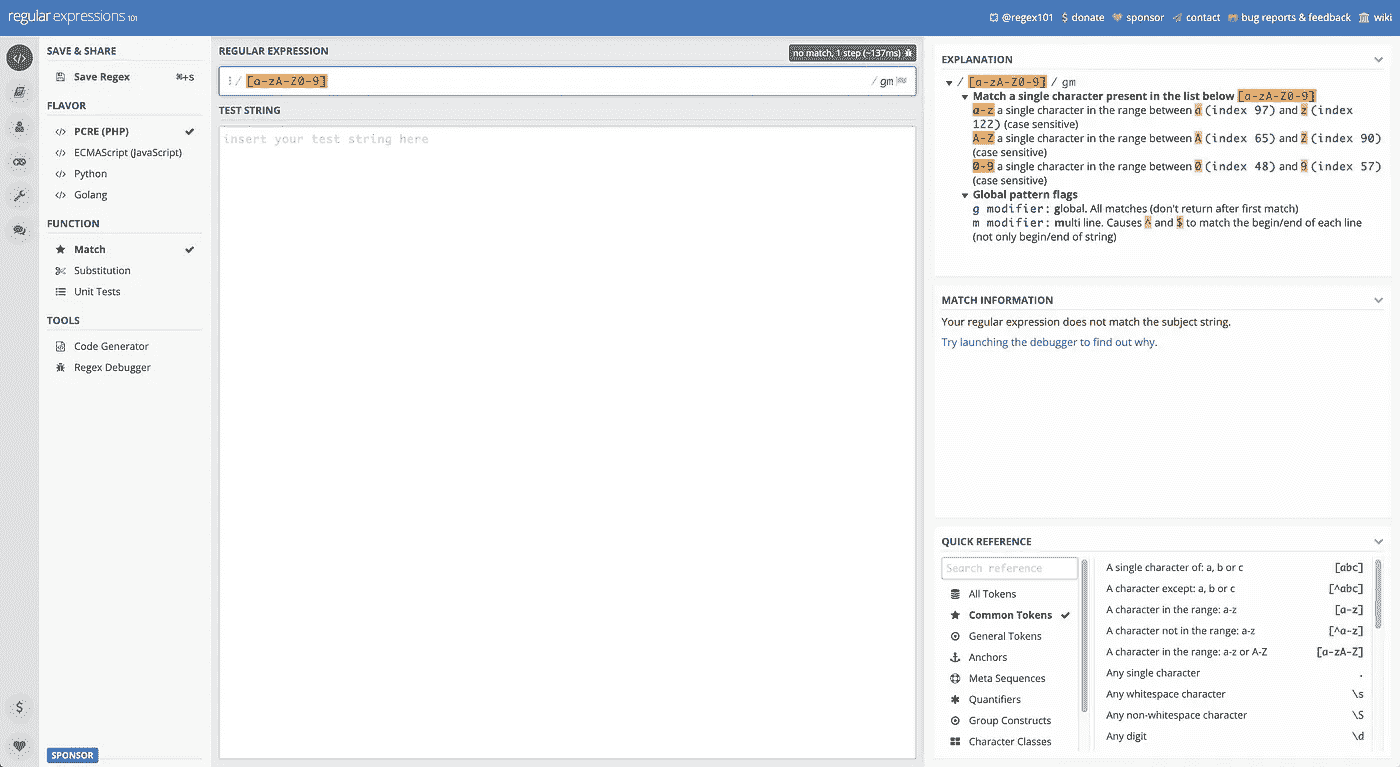 regular expressions 101
@regex101 $ donate sponsor contact bug reports & feedback wiki
SAVE & SHARE
Save Regex ⌘+S
FLAVOR
</> PCRE (PHP)
</> ECMAScript (JavaScript)
</> Python
</> Golang
FUNCTION
Match
Substitution
Unit Tests
TOOLS
Code Generator
Regex Debugger
SPONSOR
REGULAR EXPRESSION
no match, 1 step (~137ms)
/ [a-zA-Z0-9] / gm
TEST STRING
insert your test string here
EXPLANATION
/ [a-zA-Z0-9] / gm
Match a single character present in the list below [a-zA-Z0-9]
a-z a single character in the range between a (index 97) and z (index
122) (case sensitive)
A-Z a single character in the range between A (index 65) and Z (index 90)
(case sensitive)
0-9 a single character in the range between 0 (index 48) and 9 (index 57)
(case sensitive)
Global pattern flags
g modifier: global. All matches (don't return after first match)
m modifier: multi line. Causes ^ and $ to match the begin/end of each line
(not only begin/end of string)
MATCH INFORMATION
Your regular expression does not match the subject string.
Try launching the debugger to find out why.
QUICK REFERENCE
Search reference
All Tokens
Common Tokens
General Tokens
Anchors
Meta Sequences
Quantifiers
Group Constructs
Character Classes
A single character of: a, b or c [abc]
A character except: a, b or c [^abc]
A character in the range: a-z [a-z]
A character not in the range: a-z [^a-z]
A character in the range: a-z or A-Z [a-zA-Z]
Any single character .
Any whitespace character \s
Any non-whitespace character \S
Any digit \d